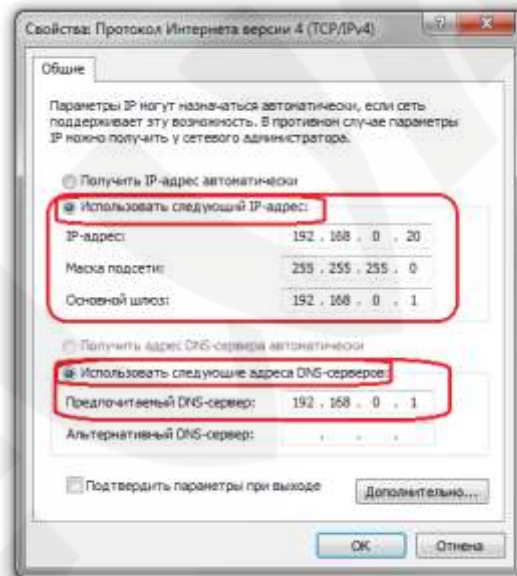 Свойства: Протокол Интернета версии 4 (TCP/IPv4)
Общие
Параметры IP могут назначаться автоматически, если сеть
поддерживает эту возможность. В противном случае параметры
IP можно получить у сетевого администратора.
Получить IP-адрес автоматически
Использовать следующий IP-адрес:
IP-адрес: 192 . 168 . 0 . 20
Маска подсети: 255 . 255 . 255 . 0
Основной шлюз: 192 . 168 . 0 . 1
Получить адрес DNS-сервера автоматически
Использовать следующие адреса DNS-серверов:
Предпочитаемый DNS-сервер: 192 . 168 . 0 . 1
Альтернативный DNS-сервер: . . .
Подтвердить параметры при выходе
Дополнительно...
ОК
Отмена